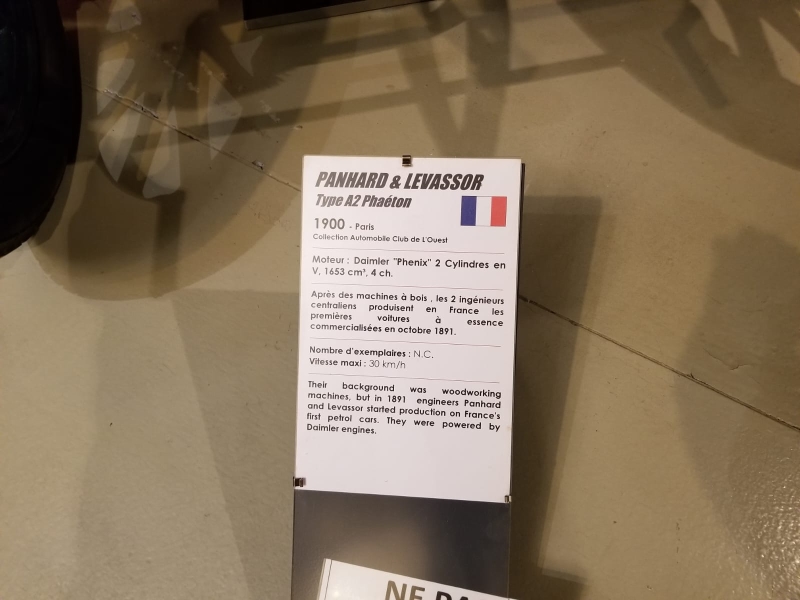 PANHARD & LEVASSOR
Type A2 Phaéton
1900 - Paris
Collection Automobile Club de L'Ouest
Moteur : Daimler "Phenix" 2 Cylindres en
V, 1653 cm³, 4 ch.
Après des machines à bois , les 2 ingénieurs
centraliens produisent en France les
premières voitures à essence
commercialisées en octobre 1891.
Nombre d'exemplaires : N.C.
Vitesse maxi : 30 km/h
Their background was woodworking
machines, but in 1891 engineers Panhard
and Levassor started production on France's
first petrol cars. They were powered by
Daimler engines.
NE